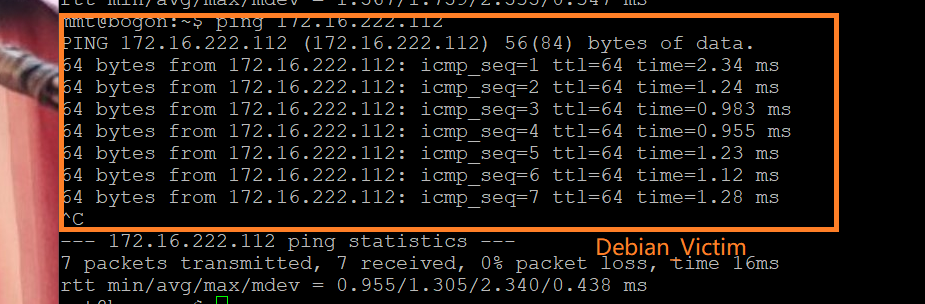 rtt min/avg/max/mdev = 1.367/1.739/2.353/0.347 ms
mmt@bogon:~$ ping 172.16.222.112
PING 172.16.222.112 (172.16.222.112) 56(84) bytes of data.
64 bytes from 172.16.222.112: icmp_seq=1 ttl=64 time=2.34 ms
64 bytes from 172.16.222.112: icmp_seq=2 ttl=64 time=1.24 ms
64 bytes from 172.16.222.112: icmp_seq=3 ttl=64 time=0.983 ms
64 bytes from 172.16.222.112: icmp_seq=4 ttl=64 time=0.955 ms
64 bytes from 172.16.222.112: icmp_seq=5 ttl=64 time=1.23 ms
64 bytes from 172.16.222.112: icmp_seq=6 ttl=64 time=1.12 ms
64 bytes from 172.16.222.112: icmp_seq=7 ttl=64 time=1.28 ms
^C
--- 172.16.222.112 ping statistics ---
Debian_Victim
7 packets transmitted, 7 received, 0% packet loss, time 16ms
rtt min/avg/max/mdev = 0.955/1.305/2.340/0.438 ms